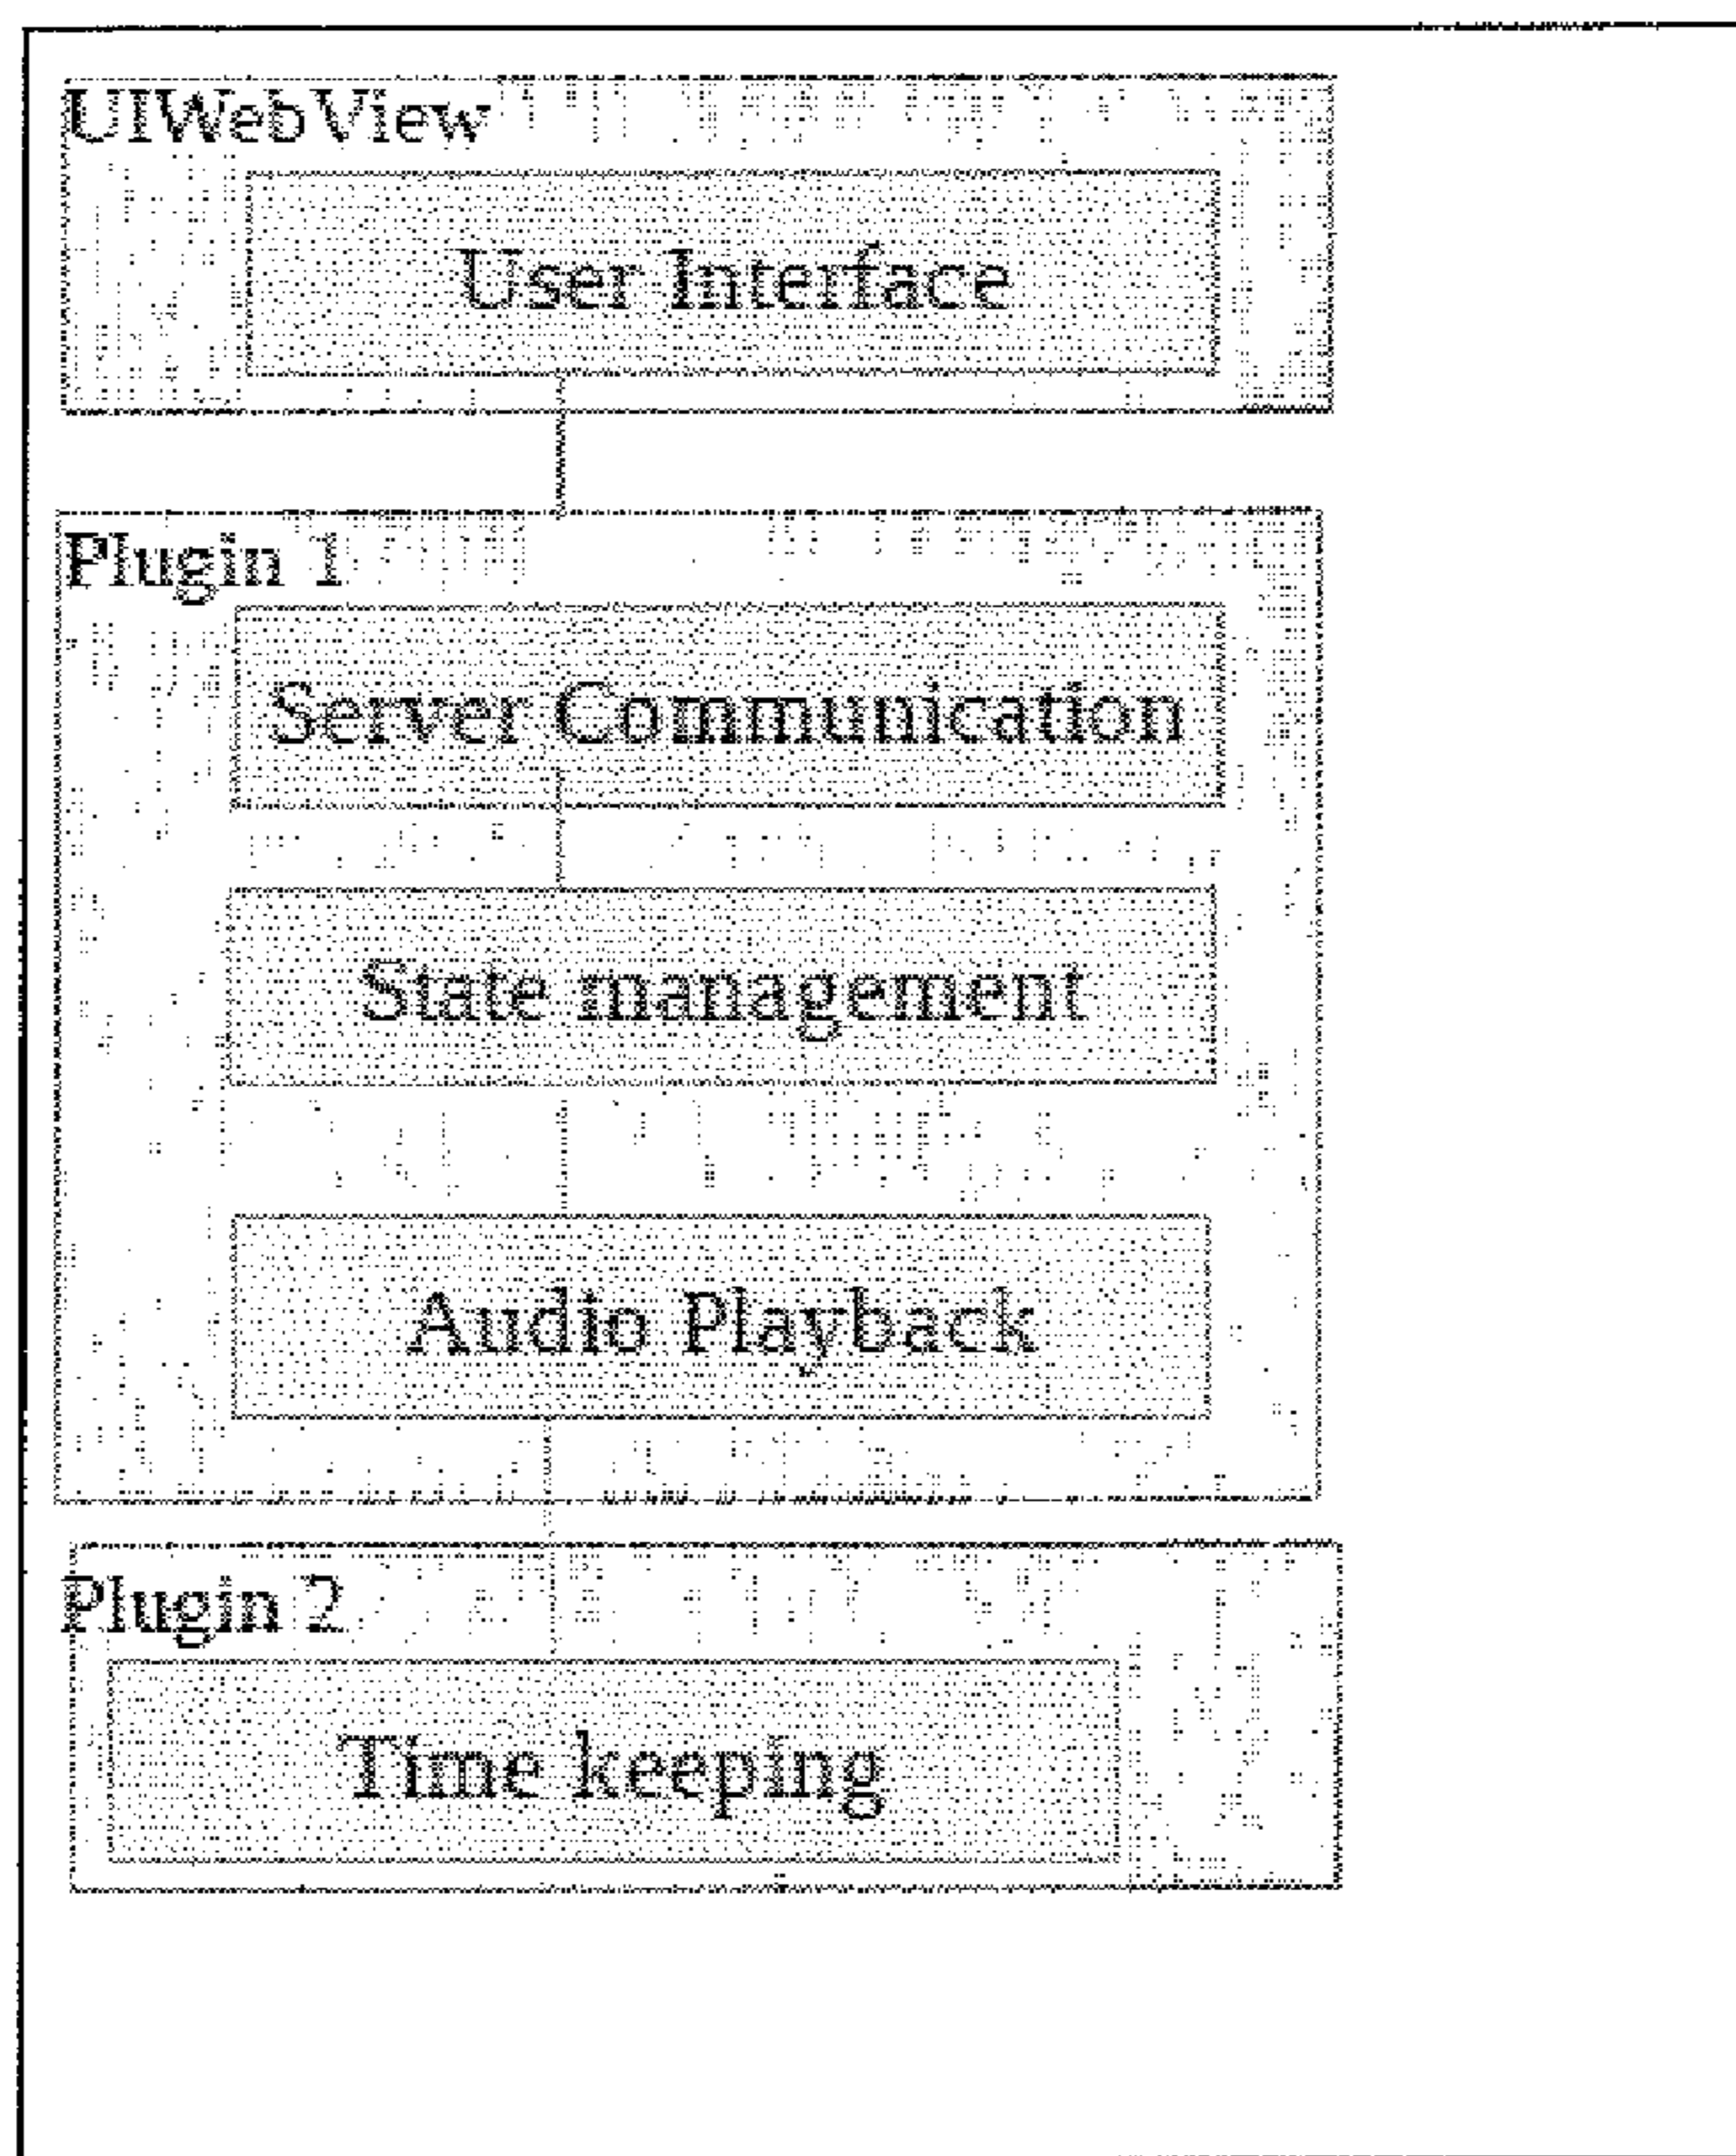 UIWebView
User Interface
Plugin 1
Server Communication
State management
Audio Playback
Plugin 2
Time keeping